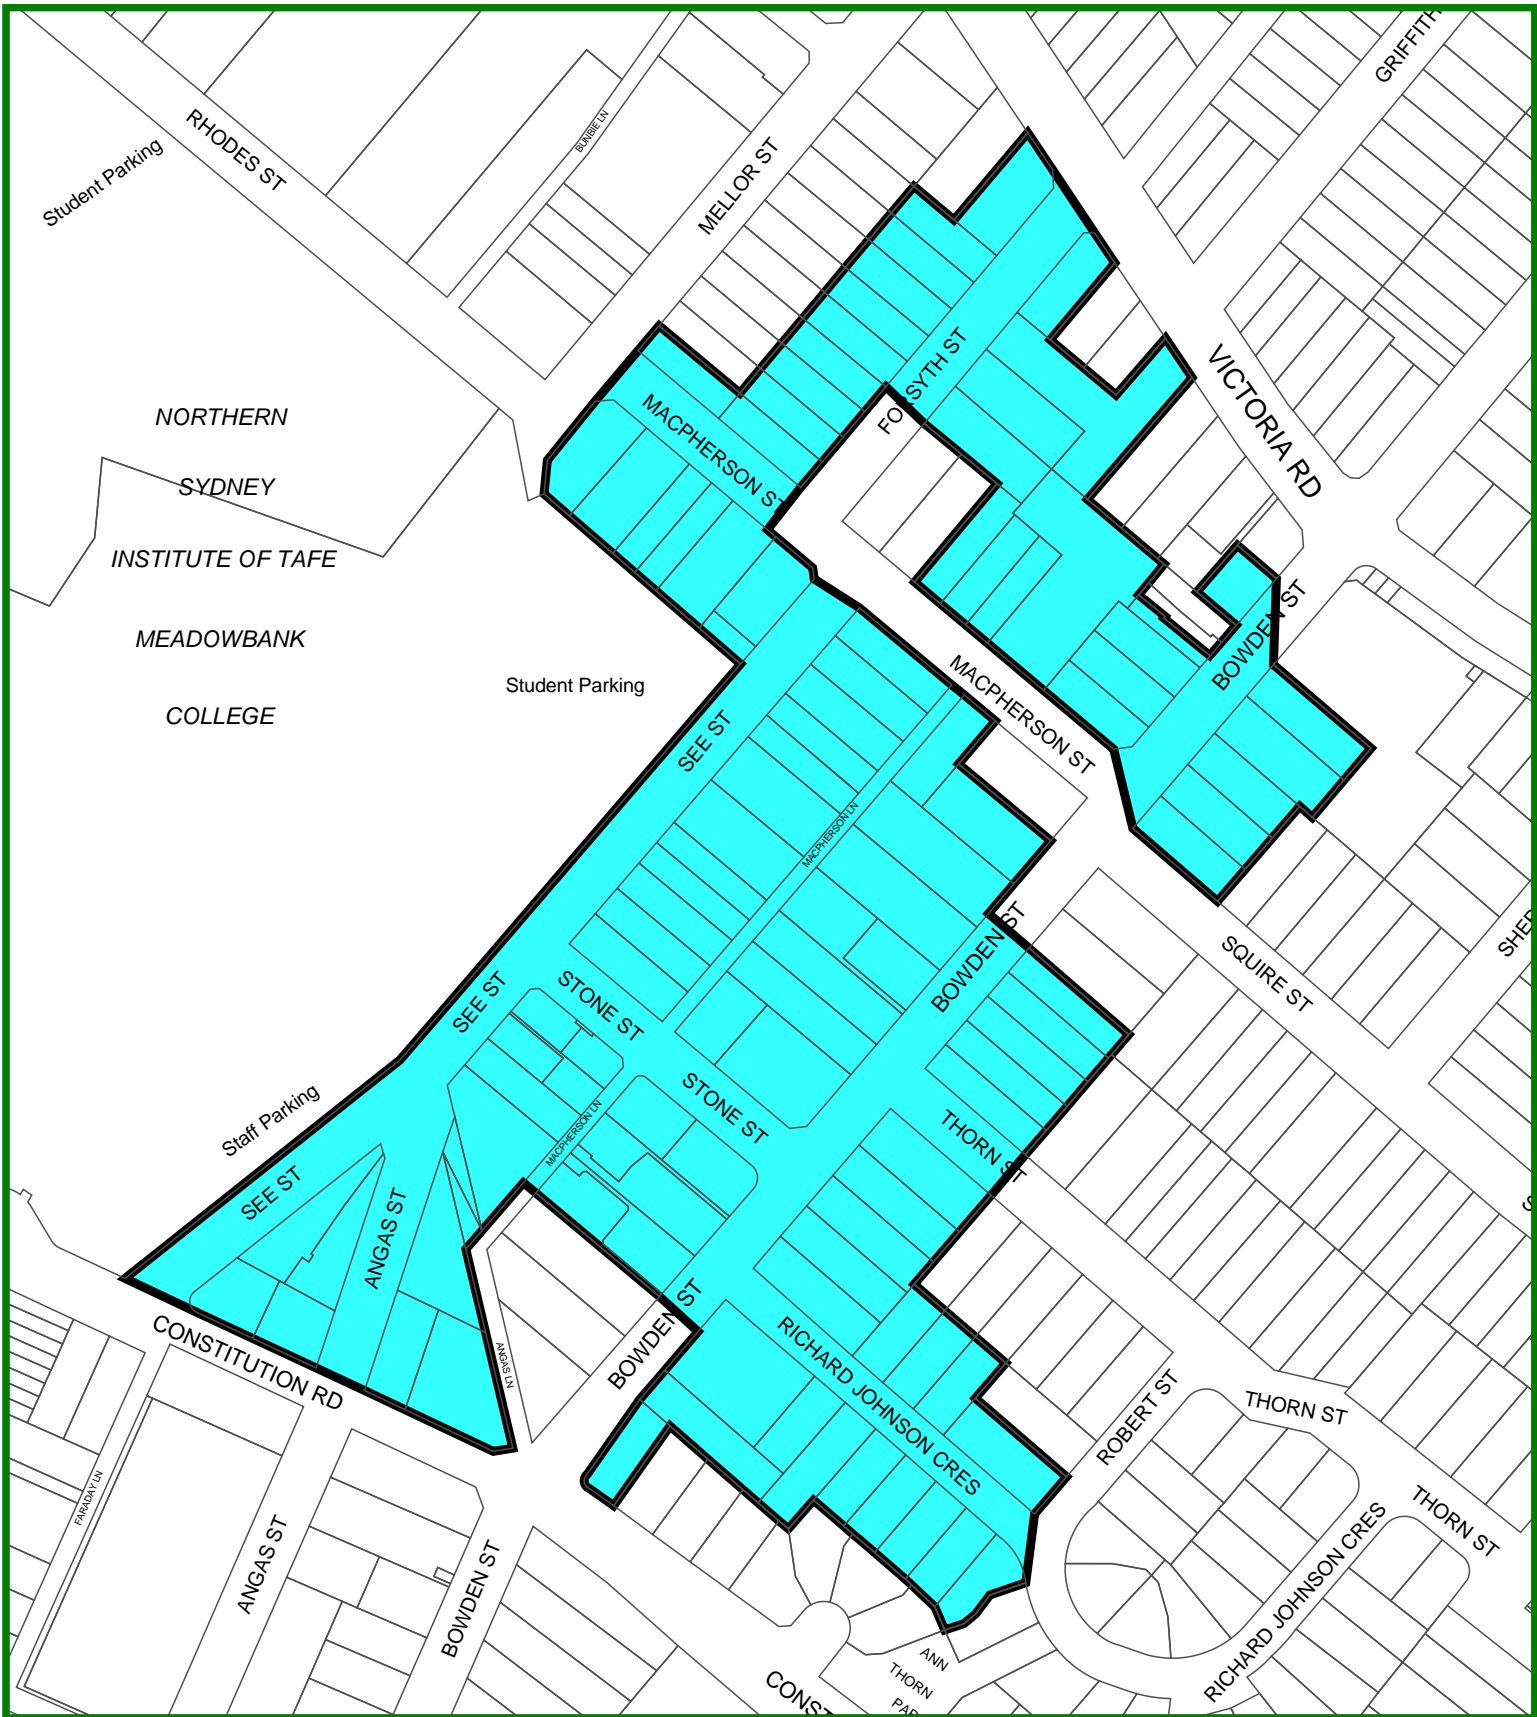 GRIFFITH
RHODES ST
BUNBIE LN
Student Parking
MELLOR ST
VICTORIA RD
FORSYTH ST
MACPHERSON ST
NORTHERN
SYDNEY
INSTITUTE OF TAFE
MEADOWBANK
COLLEGE
Student Parking
BOWDEN ST
MACPHERSON ST
SEE ST
MACPHERSON LN
BOWDEN ST
SQUIRE ST
SHEP
SEE ST
STONE ST
STONE ST
Staff Parking
MACPHERSON LN
THORN ST
SEE ST
ANGAS ST
BOWDEN ST
CONSTITUTION RD
ANGAS LN
RICHARD JOHNSON CRES
ROBERT ST
THORN ST
FARADAY LN
ANGAS ST
BOWDEN ST
THORN ST
RICHARD JOHNSON CRES
ANN
THORN
PAR
CONST